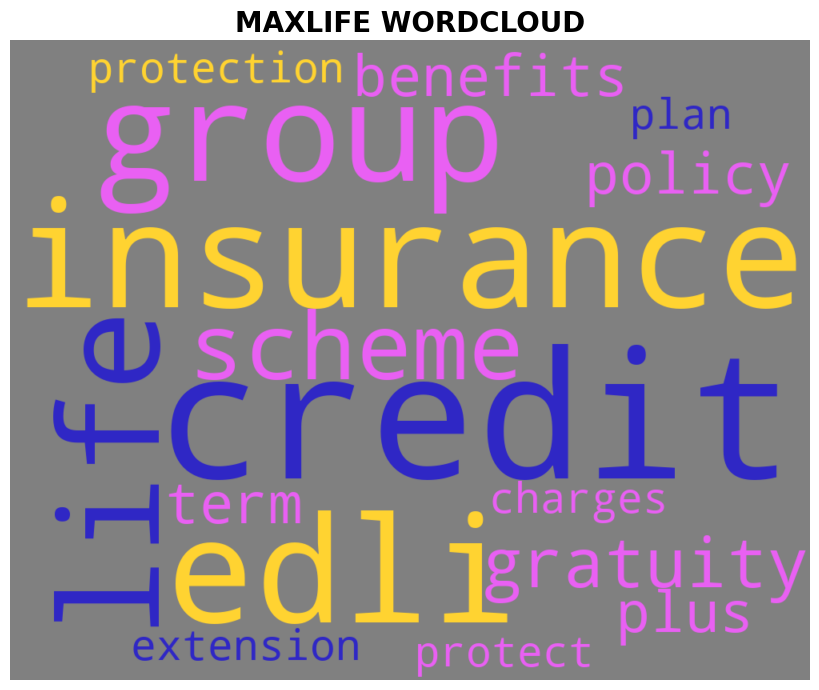 MAXLIFE WORDCLOUD
protection
benefits
group
plan
policy
insurance
scheme
life
credit
term
charges
edli
gratuity
plus
extension
protect